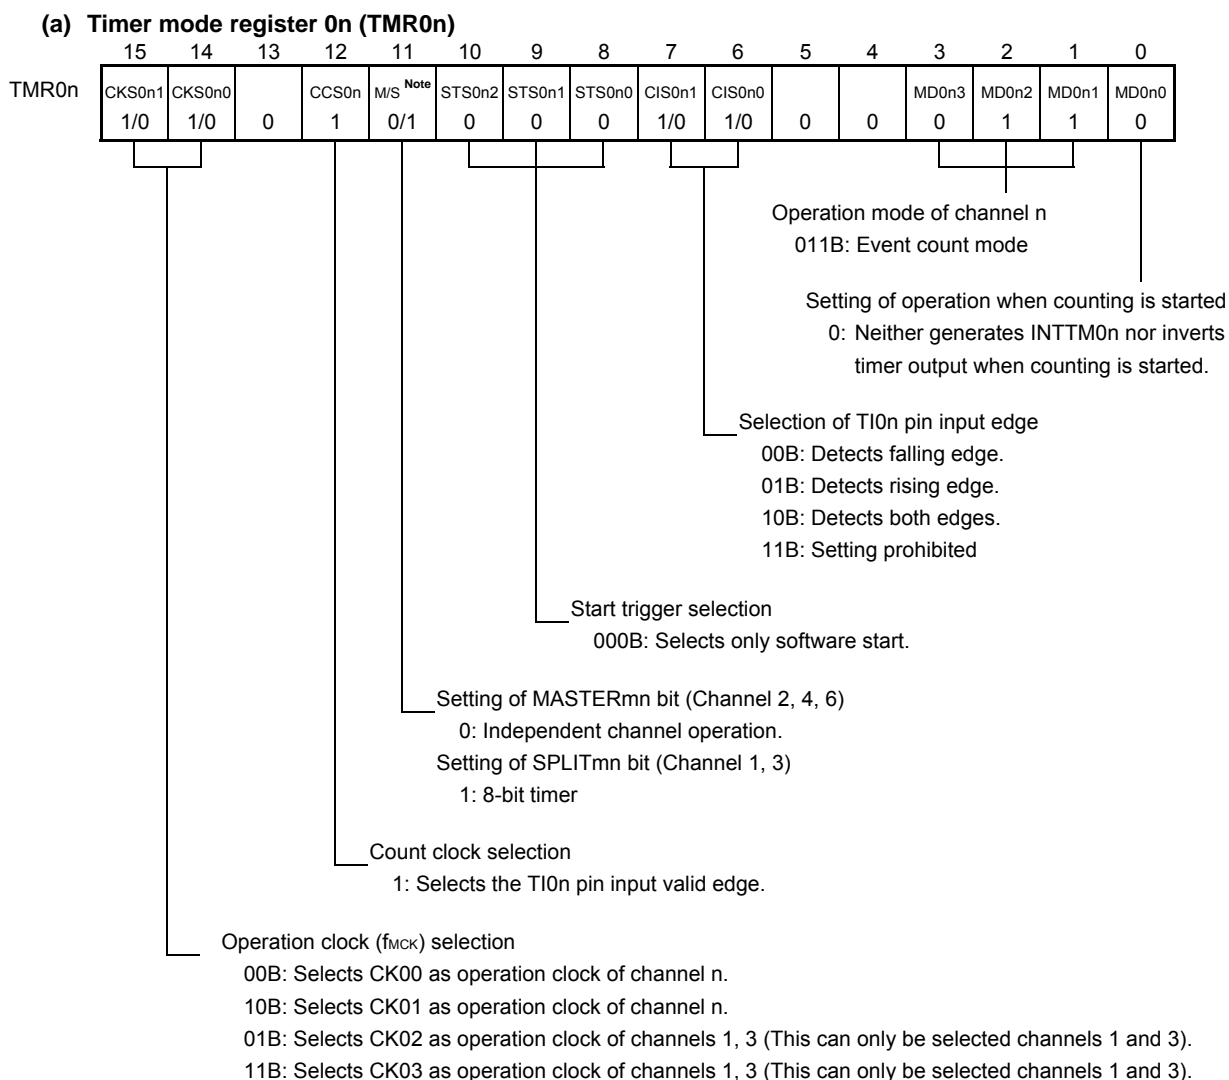 (a) Timer mode register 0n (TMR0n)
15 14 13 12 11 10 9 8 7 6 5 4 3 2 1 0
TMR0n CKS0n1 CKS0n0 CCS0n M/S Note STS0n2 STS0n1 STS0n0 CIS0n1 CIS0n0 MD0n3 MD0n2 MD0n1 MD0n0
1/0 1/0 0 1 0/1 0 0 0 1/0 1/0 0 0 0 1 1 0
Operation mode of channel n
011B: Event count mode
Setting of operation when counting is started
0: Neither generates INTTM0n nor inverts
timer output when counting is started.
Selection of TI0n pin input edge
00B: Detects falling edge.
01B: Detects rising edge.
10B: Detects both edges.
11B: Setting prohibited
Start trigger selection
000B: Selects only software start.
Setting of MASTERmn bit (Channel 2, 4, 6)
0: Independent channel operation.
Setting of SPLITmn bit (Channel 1, 3)
1: 8-bit timer
Count clock selection
1: Selects the TI0n pin input valid edge.
Operation clock (fMCK) selection
00B: Selects CK00 as operation clock of channel n.
10B: Selects CK01 as operation clock of channel n.
01B: Selects CK02 as operation clock of channels 1, 3 (This can only be selected channels 1 and 3).
11B: Selects CK03 as operation clock of channels 1, 3 (This can only be selected channels 1 and 3).